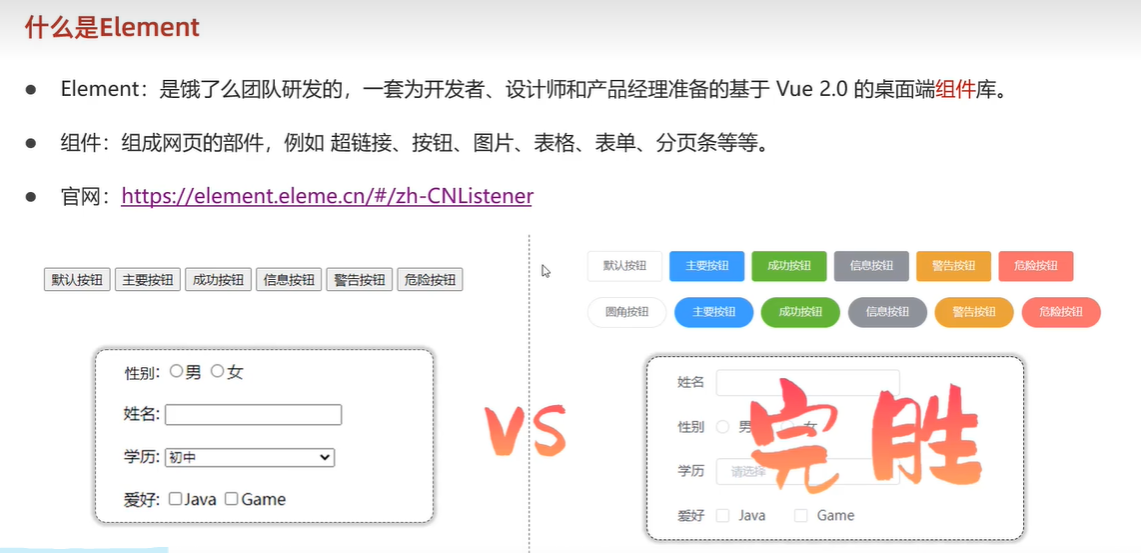 什么是Element
● Element：是饿了么团队研发的，一套为开发者、设计师和产品经理准备的基于 Vue 2.0 的桌面端组件库。
● 组件：组成网页的部件，例如 超链接、按钮、图片、表格、表单、分页条等等。
● 官网：https://element.eleme.cn/#/zh-CNListener
默认按钮 主要按钮 成功按钮 信息按钮 警告按钮 危险按钮
性别: 男 女
姓名:
学历: 初中
爱好: Java Game
VS
默认按钮 主要按钮 成功按钮 信息按钮 警告按钮 危险按钮
圆角按钮 主要按钮 成功按钮 信息按钮 警告按钮 危险按钮
姓名
性别 男 女
学历 请选择
爱好 Java Game
完胜